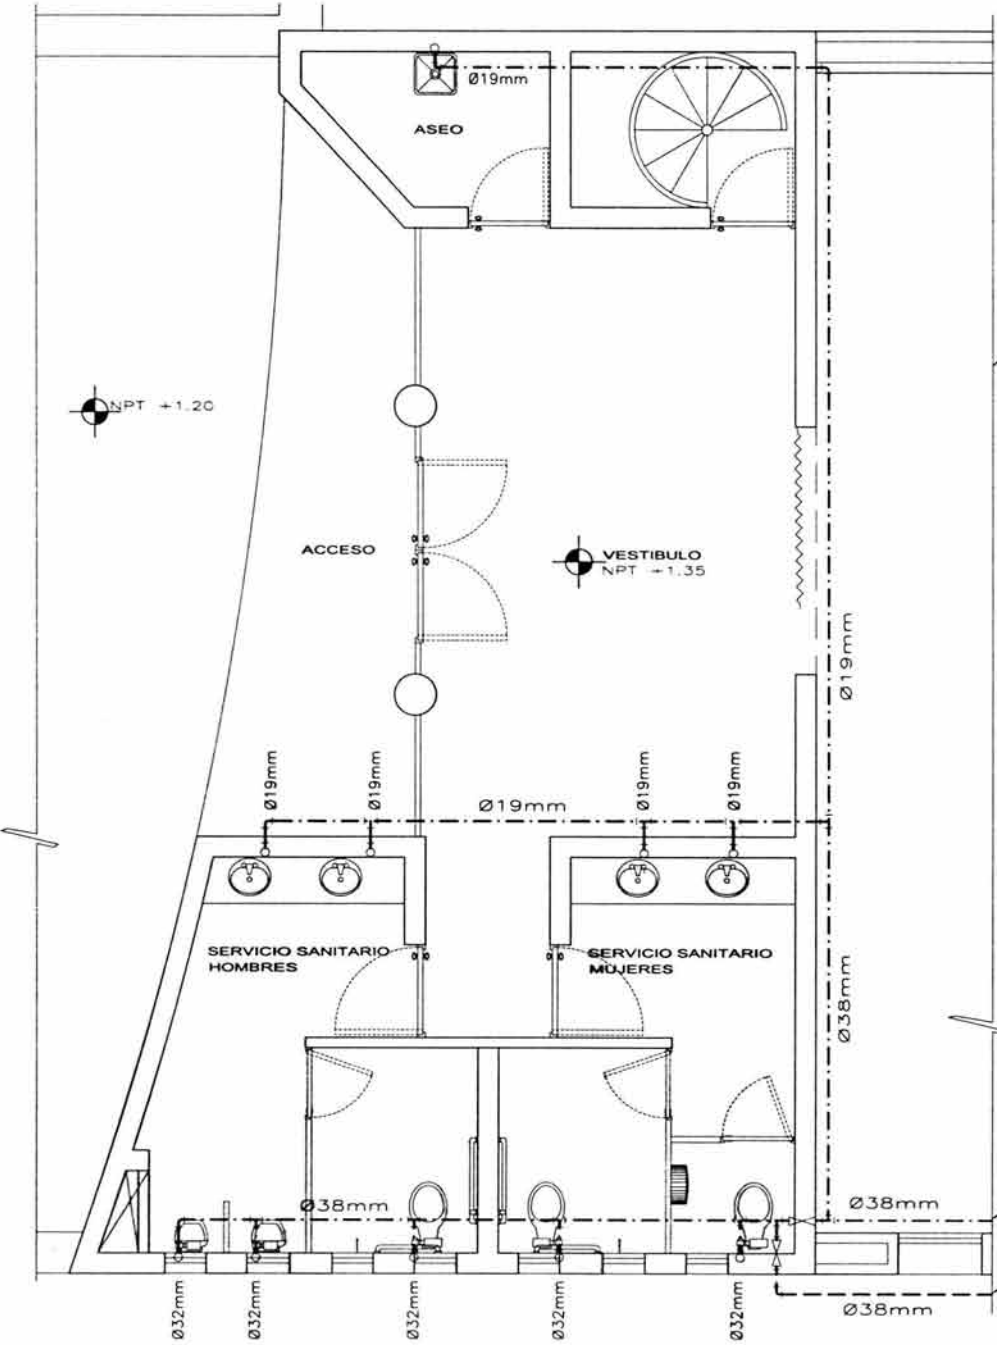 Ø19mm
ASEO
NPT +1.20
ACCESO
VESTIBULO
NPT +1.35
Ø19mm
Ø19mm
Ø19mm
Ø19mm
Ø19mm
Ø19mm
SERVICIO SANITARIO
HOMBRES
SERVICIO SANITARIO
MUJERES
Ø38mm
Ø38mm
Ø38mm
Ø32mm
Ø32mm
Ø32mm
Ø32mm
Ø32mm
Ø38mm